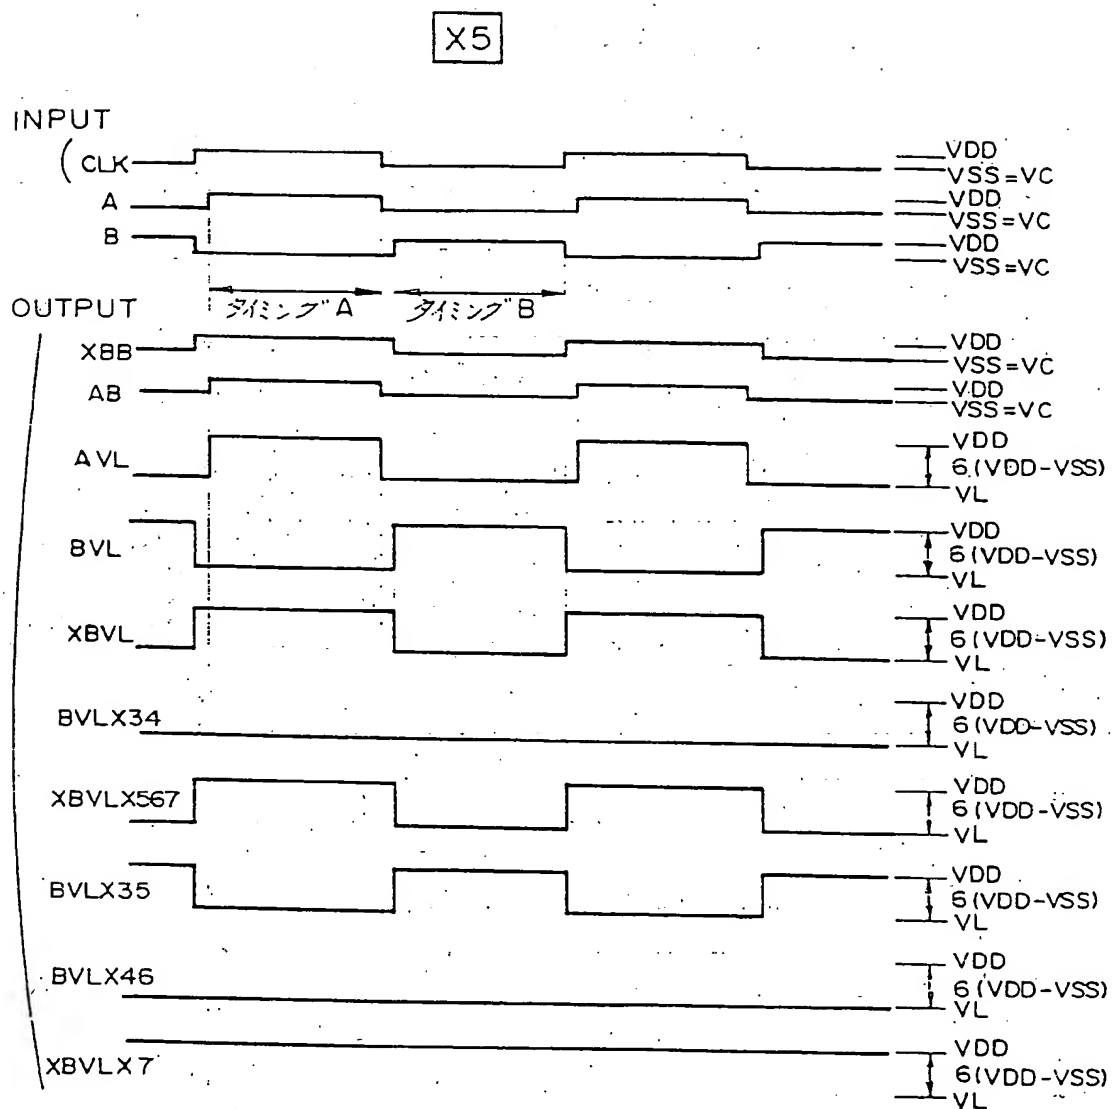 X5
INPUT
CLK
VDD
VSS=VC
A
VDD
VSS=VC
B
VDD
VSS=VC
タイミングA
タイミングB
OUTPUT
XBB
VDD
VSS=VC
AB
VDD
VSS=VC
AVL
VDD
6(VDD-VSS)
VL
BVL
VDD
6(VDD-VSS)
VL
XBVL
VDD
6(VDD-VSS)
VL
BVLX34
VDD
6(VDD-VSS)
VL
XBVLX567
VDD
6(VDD-VSS)
VL
BVLX35
VDD
6(VDD-VSS)
VL
BVLX46
VDD
6(VDD-VSS)
VL
XBVLX7
VDD
6(VDD-VSS)
VL